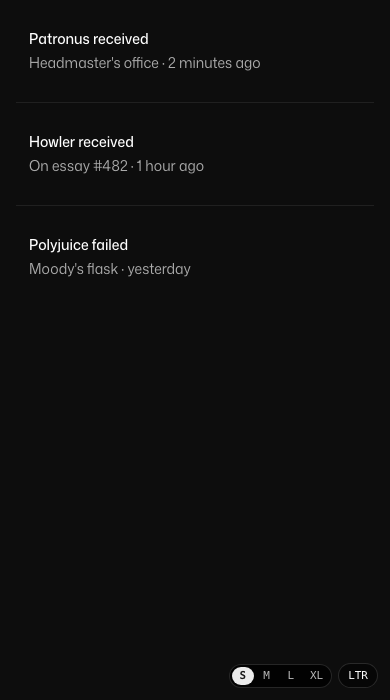 Patronus received
Headmaster's office · 2 minutes ago
Howler received
On essay #482 · 1 hour ago
Polyjuice failed
Moody's flask · yesterday
S M L XL LTR